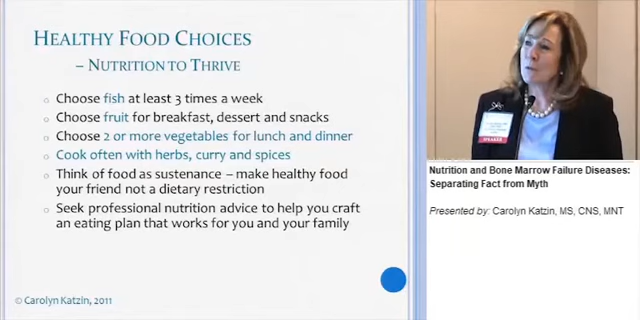 HEALTHY FOOD CHOICES
– NUTRITION TO THRIVE
Choose fish at least 3 times a week
Choose fruit for breakfast, dessert and snacks
Choose 2 or more vegetables for lunch and dinner
Cook often with herbs, curry and spices
Think of food as sustenance – make healthy food
your friend not a dietary restriction
Seek professional nutrition advice to help you craft
an eating plan that works for you and your family
© Carolyn Katzin, 2011
SPEAKER
Nutrition and Bone Marrow Failure Diseases:
Separating Fact from Myth
Presented by: Carolyn Katzin, MS, CNS, MNT